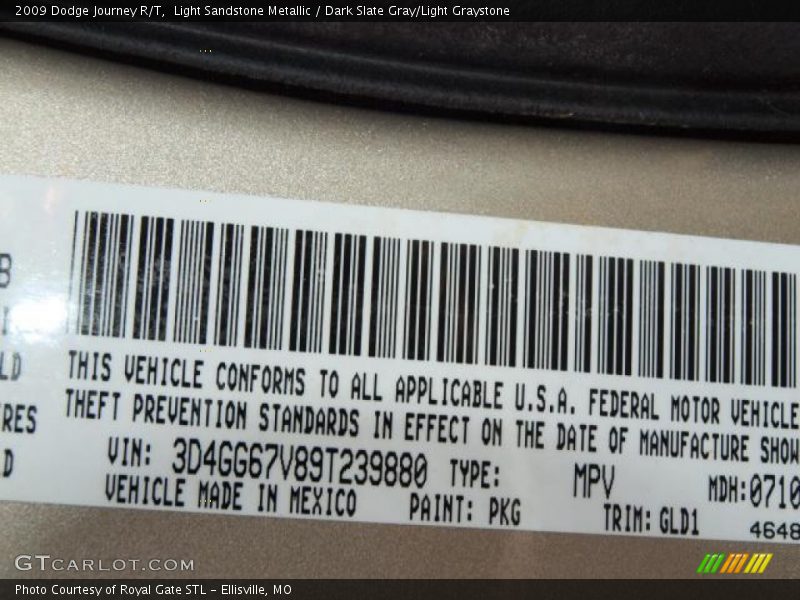 2009 Dodge Journey R/T,  Light Sandstone Metallic / Dark Slate Gray/Light Graystone
B
I
LD
RES
D
THIS VEHICLE CONFORMS TO ALL APPLICABLE U.S.A. FEDERAL MOTOR VEHICLE
THEFT PREVENTION STANDARDS IN EFFECT ON THE DATE OF MANUFACTURE SHOW
VIN: 3D4GG67V89T239880 TYPE: MPV MDH: 0710
VEHICLE MADE IN MEXICO PAINT: PKG TRIM: GLD1
4648
GTCARLOT.COM
Photo Courtesy of Royal Gate STL - Ellisville, MO